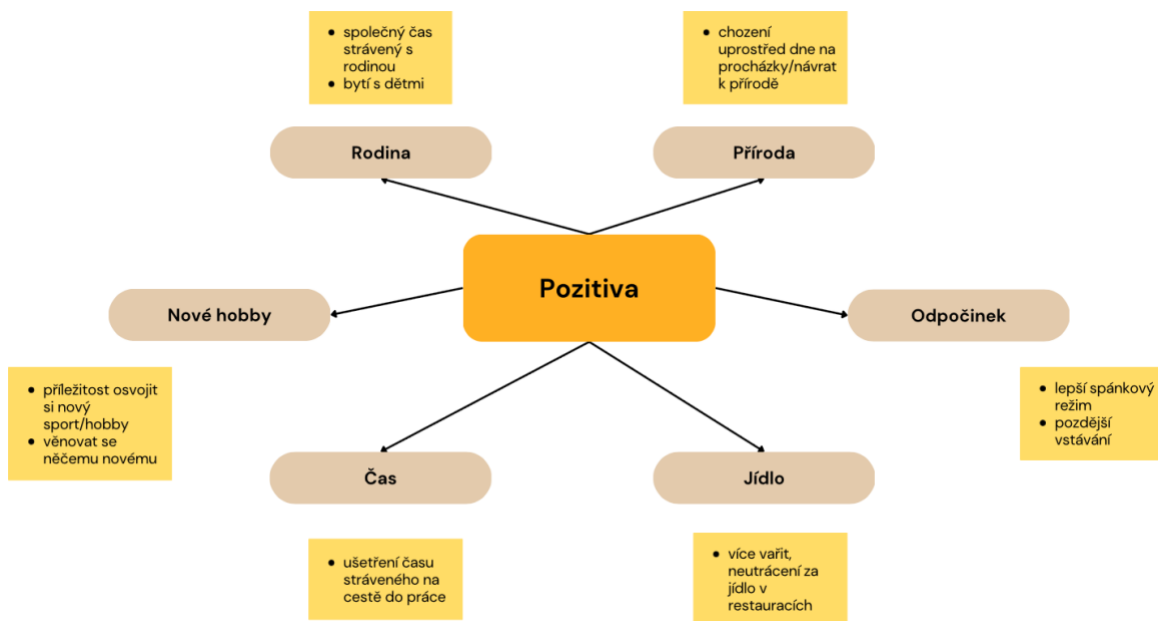 společný čas
strávený s
rodinou
bytí s dětmi
chození
uprostřed dne na
procházky/návrat
k přírodě
Rodina
Příroda
Pozitiva
Nové hobby
Odpočinek
příležitost osvojit
si nový
sport/hobby
věnovat se
něčemu novému
lepší spánkový
režim
pozdější
vstávání
Čas
Jídlo
ušetření času
stráveného na
cestě do práce
více vařit,
neutrácení za
jídlo v
restauracích